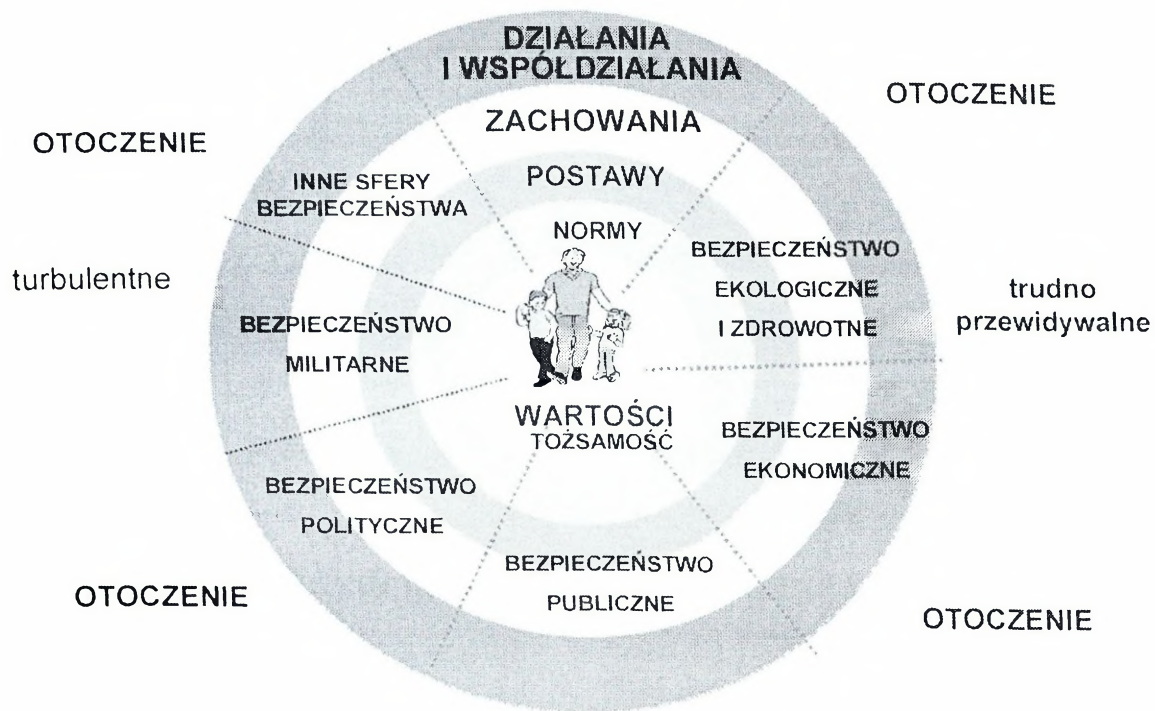 DZIAŁANIA
I WSPÓŁDZIAŁANIA
ZACHOWANIA
POSTAWY
NORMY
OTOCZENIE
OTOCZENIE
INNE SFERY
BEZPIECZEŃSTWA
turbulentne
BEZPIECZEŃSTWO
MILITARNE
BEZPIECZEŃSTWO
EKOLOGICZNE
I ZDROWOTNE
trudno
przewidywalne
WARTOŚCI
TOŻSAMOŚĆ
BEZPIECZEŃSTWO
EKONOMICZNE
BEZPIECZEŃSTWO
POLITYCZNE
BEZPIECZEŃSTWO
PUBLICZNE
OTOCZENIE
OTOCZENIE